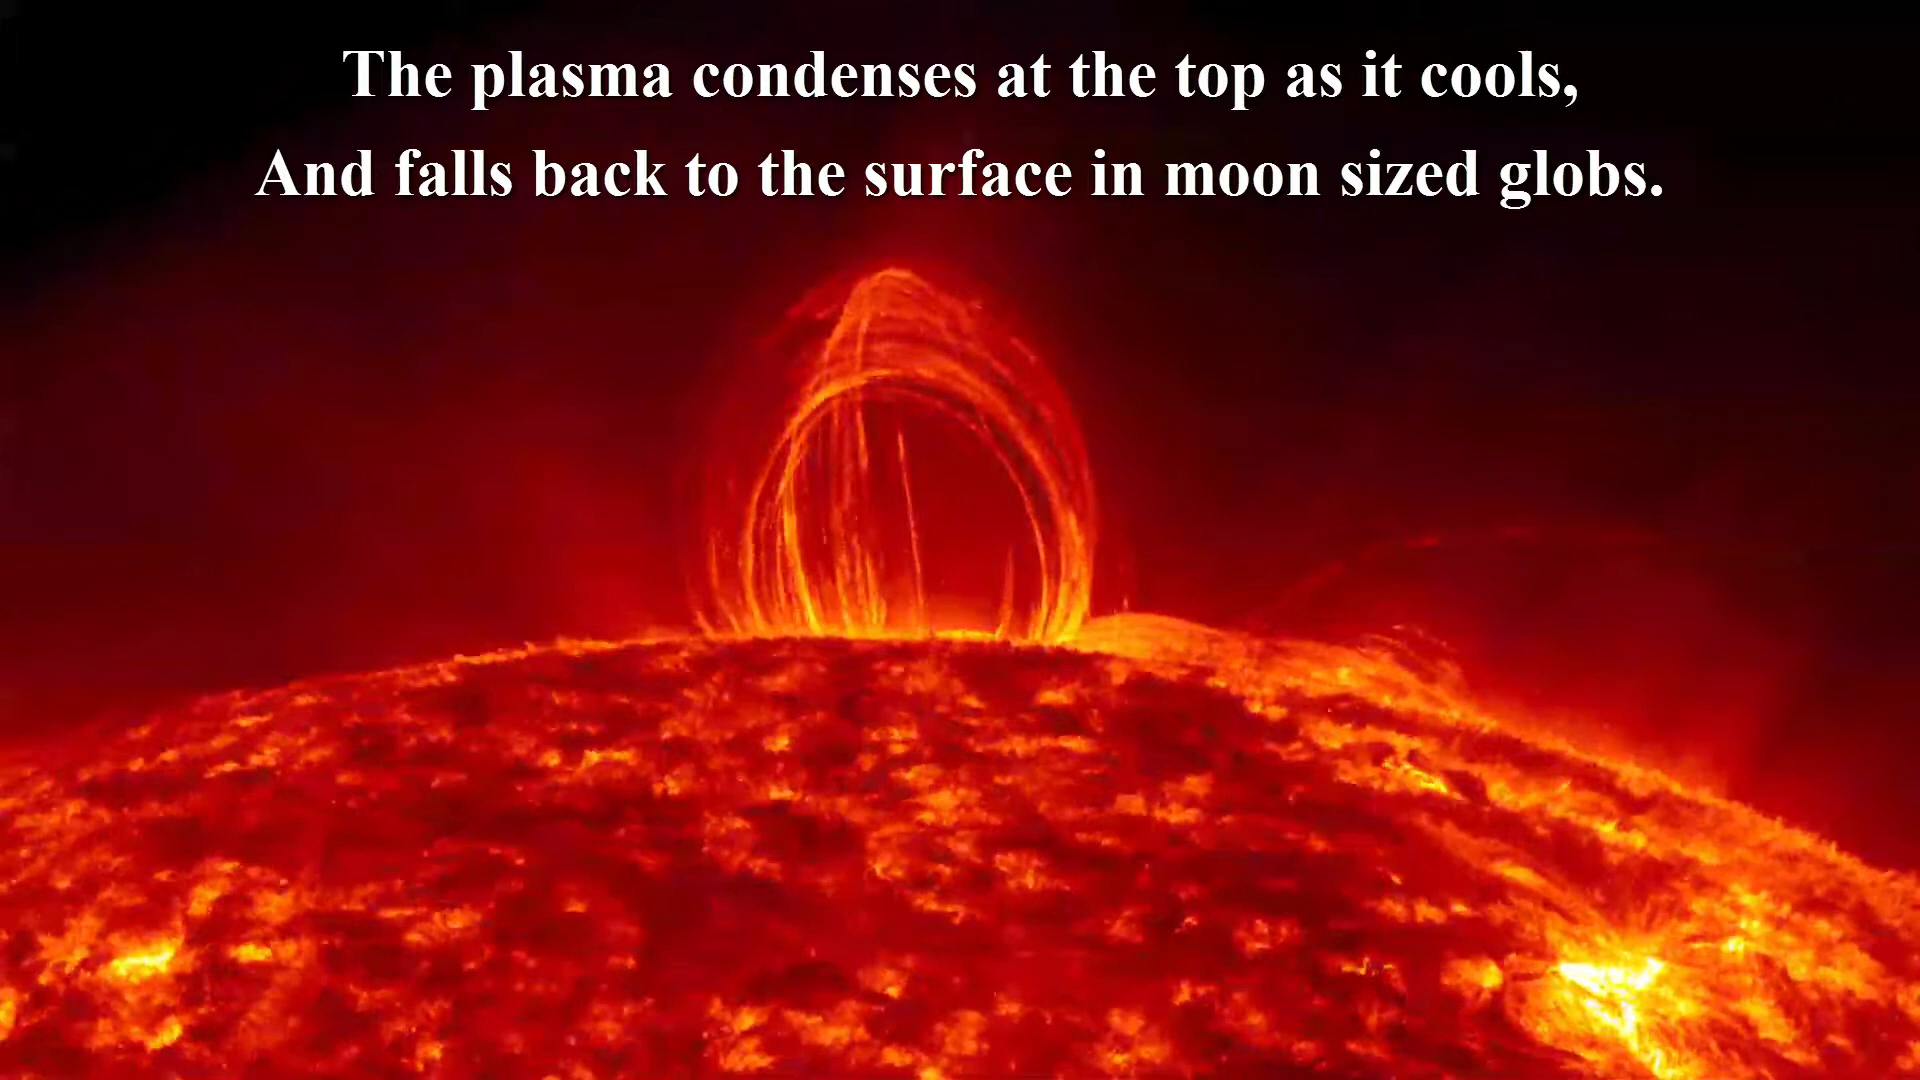 The plasma condenses at the top as it cools,
And falls back to the surface in moon sized globs.